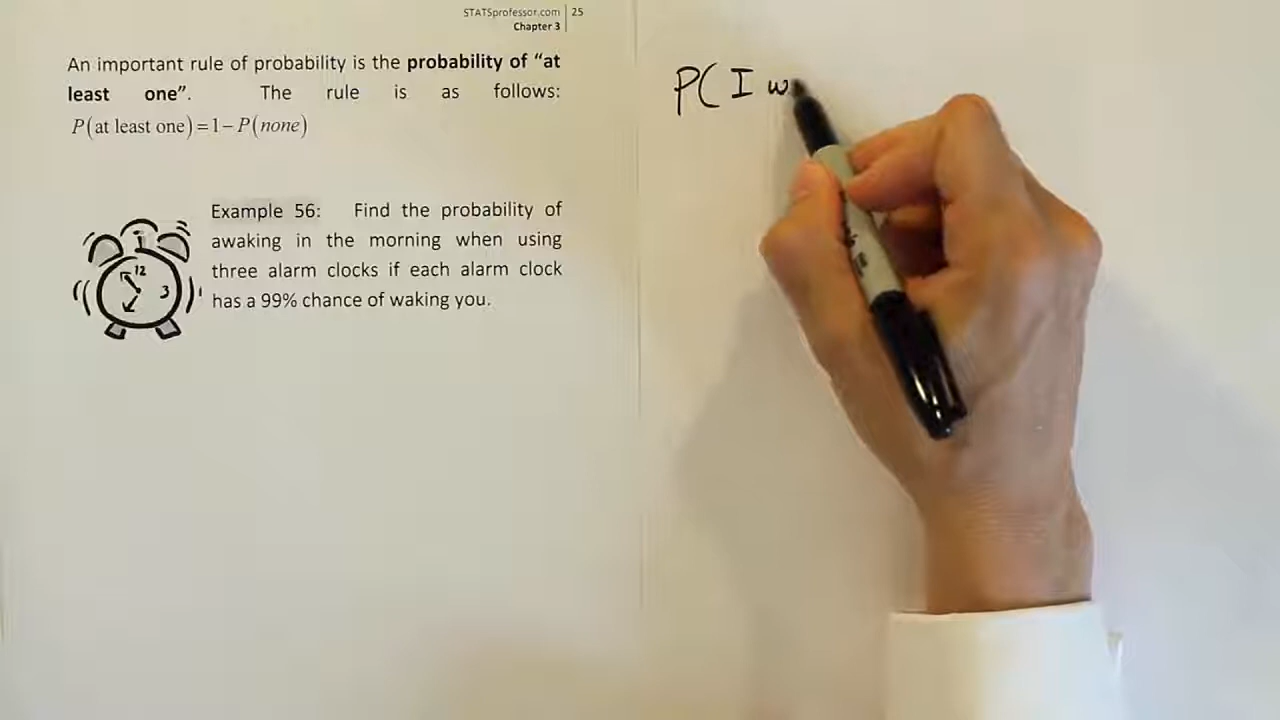 STATSprofessor.com | 25
Chapter 3
An important rule of probability is the probability of “at
least one”. The rule is as follows:
P(at least one) = 1 − P(none)
Example 56: Find the probability of
awaking in the morning when using
three alarm clocks if each alarm clock
has a 99% chance of waking you.
12
3
P( I w